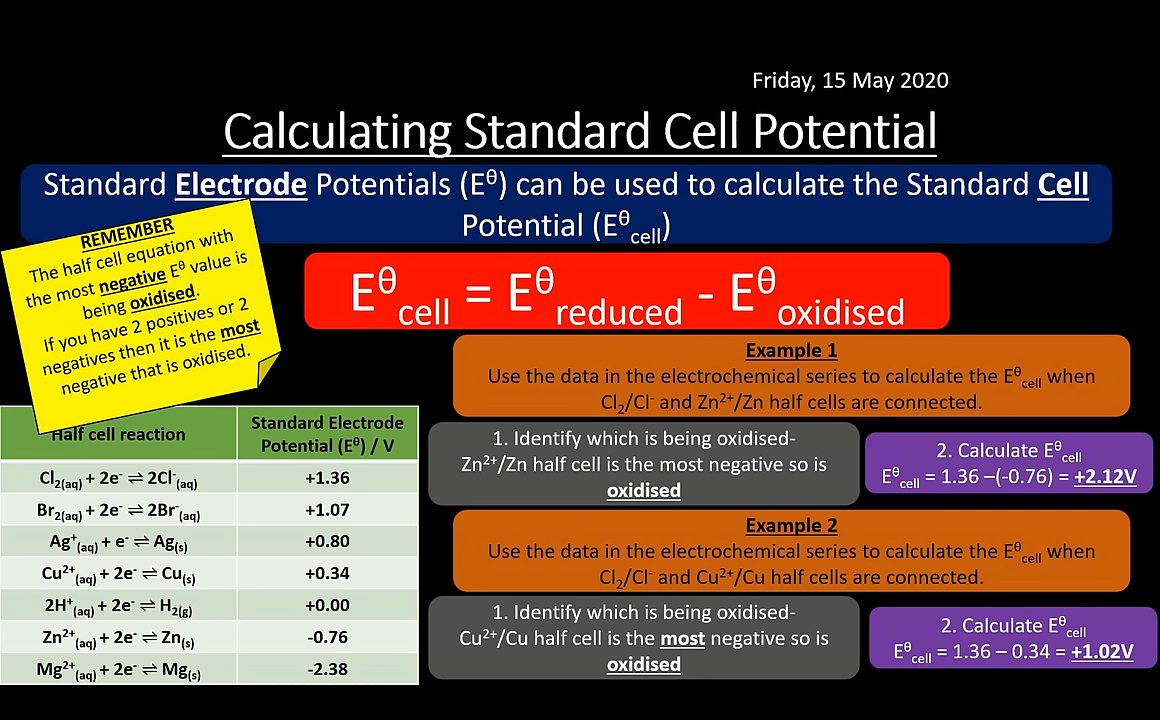 Friday, 15 May 2020
Calculating Standard Cell Potential
Standard Electrode Potentials (Eᶿ) can be used to calculate the Standard Cell
Potential (Eᶿcell)
REMEMBER
The half cell equation with
the most negative Eᶿ value is
being oxidised.
If you have 2 positives or 2
negatives then it is the most
negative that is oxidised.
Eᶿcell = Eᶿreduced - Eᶿoxidised
Example 1
Use the data in the electrochemical series to calculate the Eᶿcell when
Cl₂/Cl⁻ and Zn²⁺/Zn half cells are connected.
1. Identify which is being oxidised-
Zn²⁺/Zn half cell is the most negative so is
oxidised
2. Calculate Eᶿcell
Eᶿcell = 1.36 –(-0.76) = +2.12V
Example 2
Use the data in the electrochemical series to calculate the Eᶿcell when
Cl₂/Cl⁻ and Cu²⁺/Cu half cells are connected.
1. Identify which is being oxidised-
Cu²⁺/Cu half cell is the most negative so is
oxidised
2. Calculate Eᶿcell
Eᶿcell = 1.36 – 0.34 = +1.02V
Half cell reaction
Standard Electrode
Potential (Eᶿ) / V
Cl₂(aq) + 2e⁻ ⇌ 2Cl⁻(aq) +1.36
Br₂(aq) + 2e⁻ ⇌ 2Br⁻(aq) +1.07
Ag⁺(aq) + e⁻ ⇌ Ag(s) +0.80
Cu²⁺(aq) + 2e⁻ ⇌ Cu(s) +0.34
2H⁺(aq) + 2e⁻ ⇌ H₂(g) +0.00
Zn²⁺(aq) + 2e⁻ ⇌ Zn(s) -0.76
Mg²⁺(aq) + 2e⁻ ⇌ Mg(s) -2.38